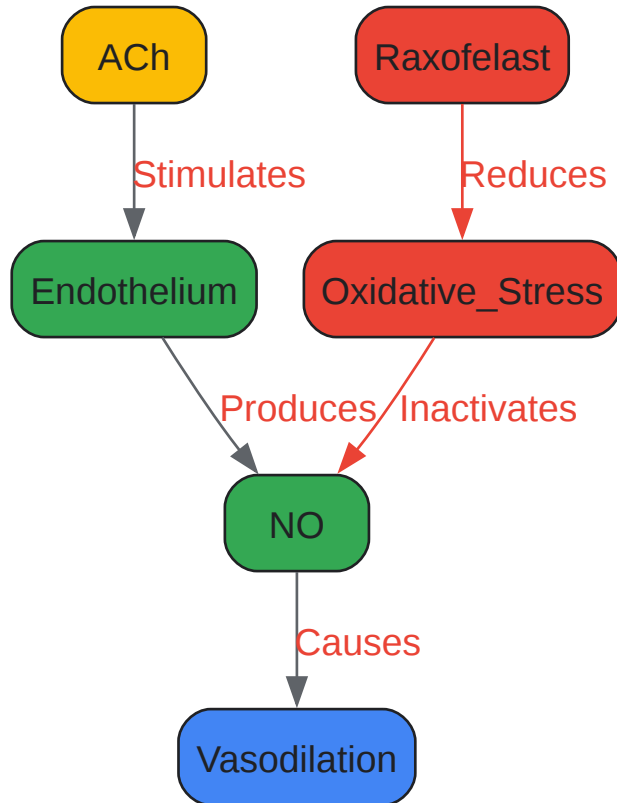 ACh
Raxofelast
Stimulates
Reduces
Endothelium
Oxidative_Stress
Produces
Inactivates
NO
Causes
Vasodilation